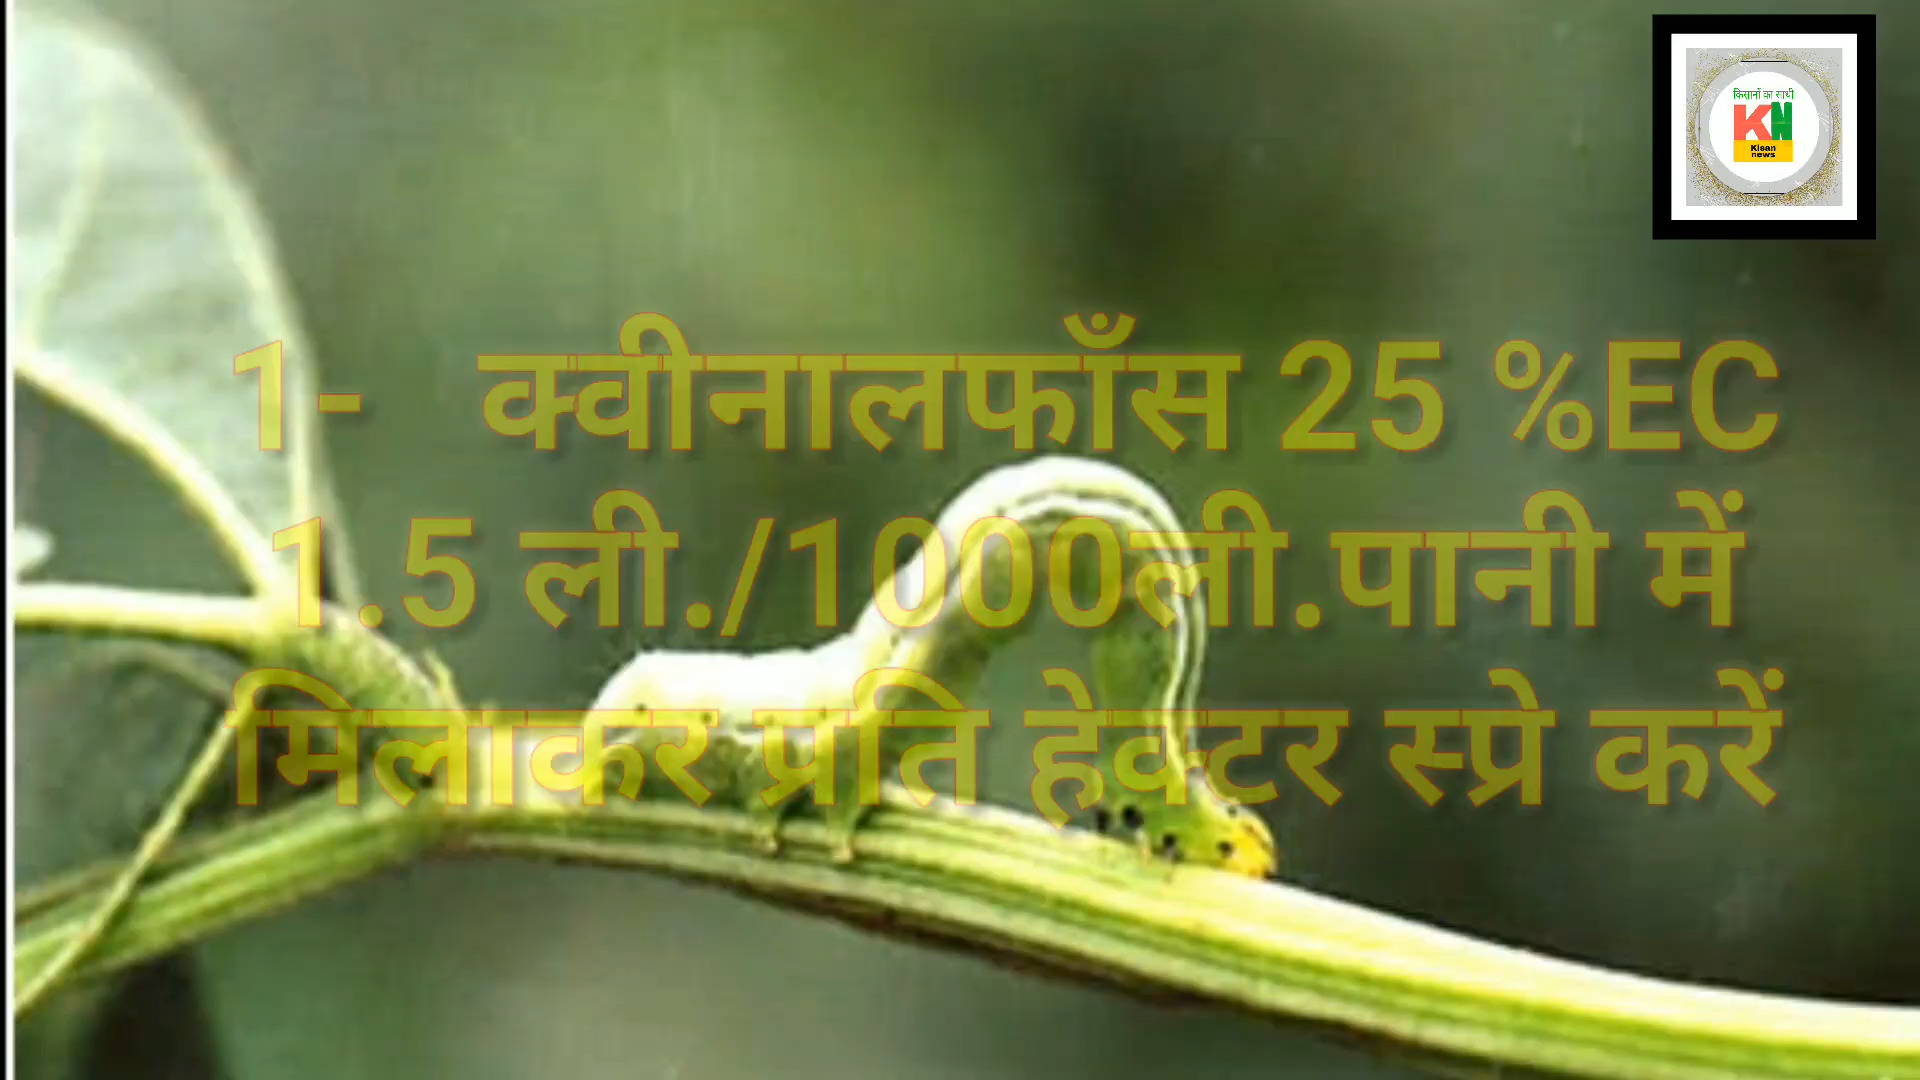 किसानों का साथी
KN
Kisan
news
1- क्वीनालफाँस 25 %EC
1.5 ली./1000ली.पानी में
मिलाकर प्रति हेक्टर स्प्रे करें